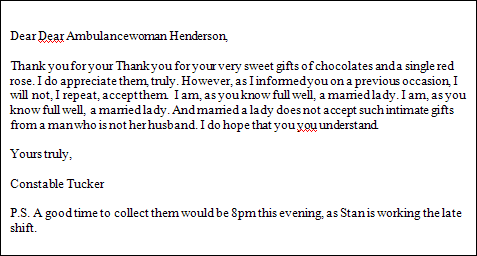 Dear Dear Ambulancewoman Henderson,
Thank you for your Thank you for your very sweet gifts of chocolates and a single red
rose. I do appreciate them, truly. However, as I informed you on a previous occasion, I
will not, I repeat, accept them. I am, as you know full well, a married lady. I am, as you
know full well, a married lady. And married a lady does not accept such intimate gifts
from a man who is not her husband. I do hope that you you understand.
Yours truly,
Constable Tucker
P.S. A good time to collect them would be 8pm this evening, as Stan is working the late
shift.